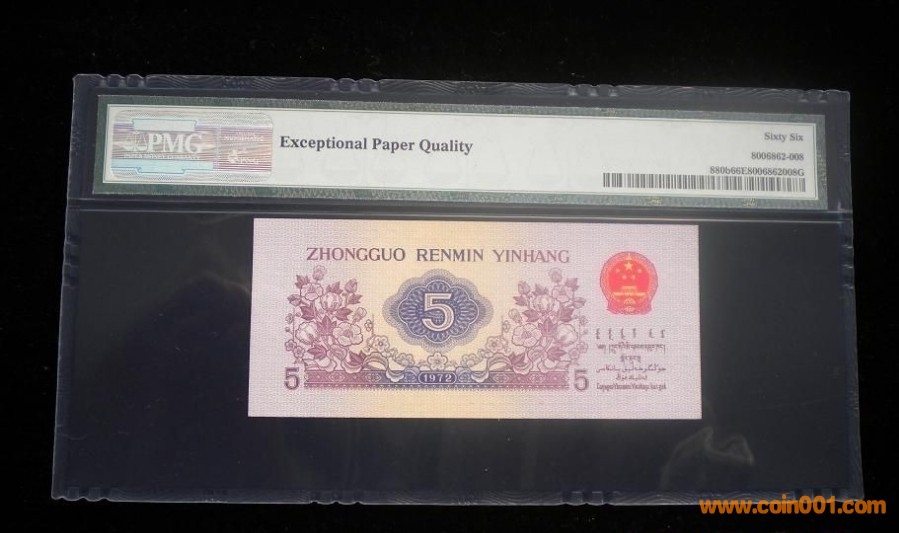 PMG
Exceptional Paper Quality
Sixty Six
8006862-008
880b66E8006862008G
ZHONGGUO RENMIN YINHANG
5
1972
5
5
www.coin001.com